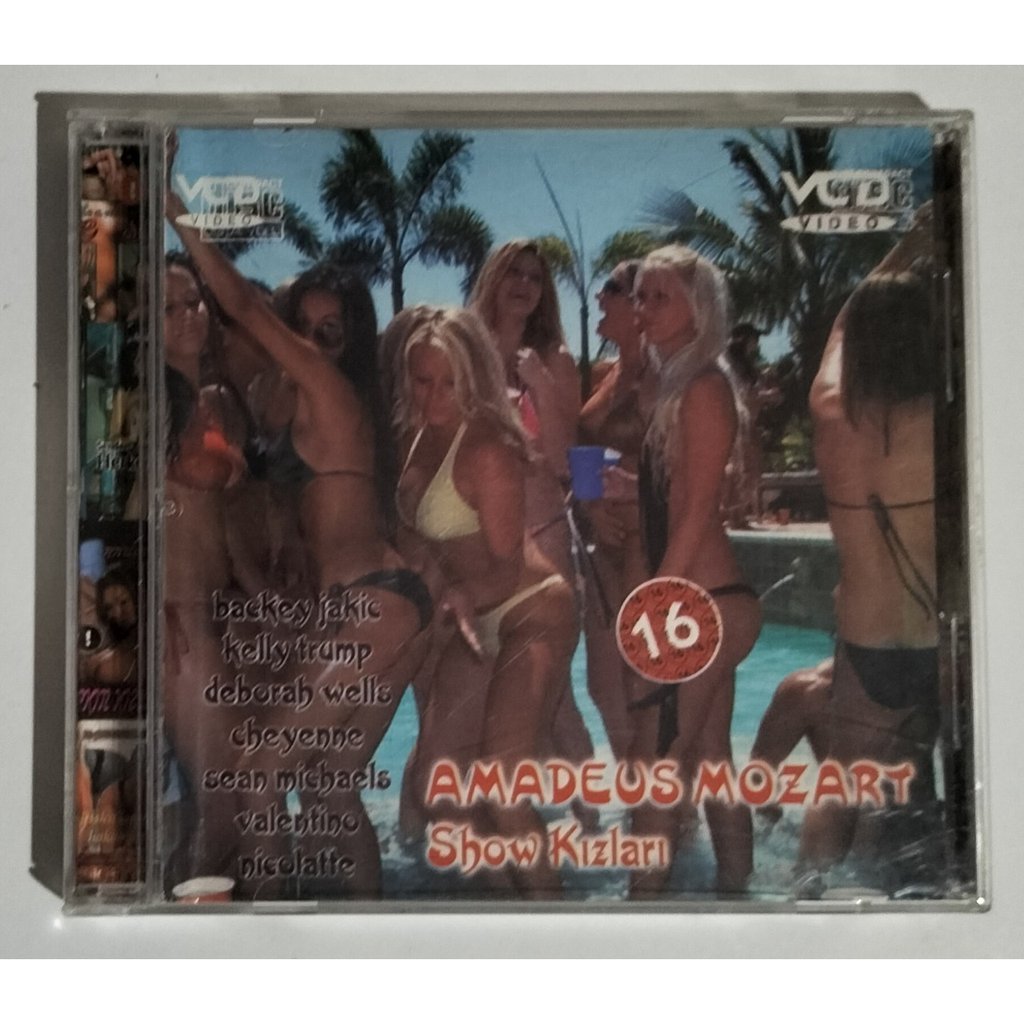 VCD
VIDEO
VCD
VIDEO
backey jakic
kelly trump
deborah wells
cheyenne
sean michaels
valentino
nicolatte
16
AMADEUS MOZART
Show Kızları